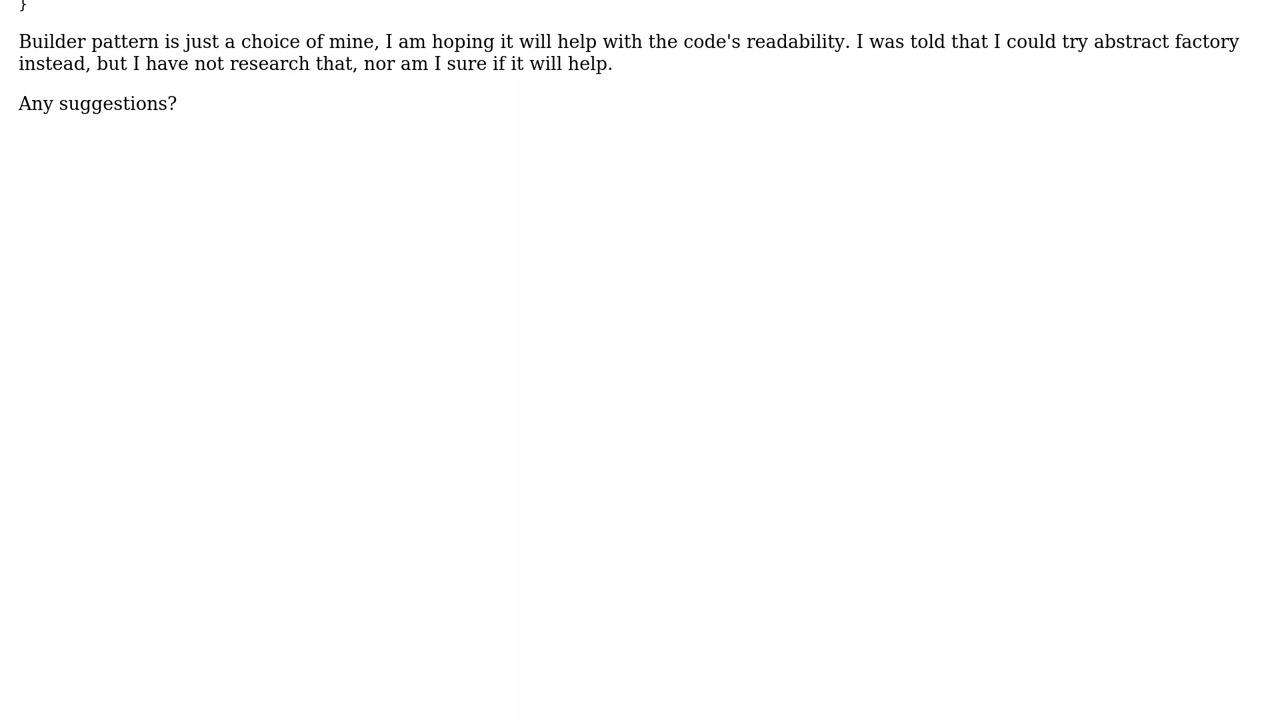 }
Builder pattern is just a choice of mine, I am hoping it will help with the code's readability. I was told that I could try abstract factory
instead, but I have not research that, nor am I sure if it will help.
Any suggestions?